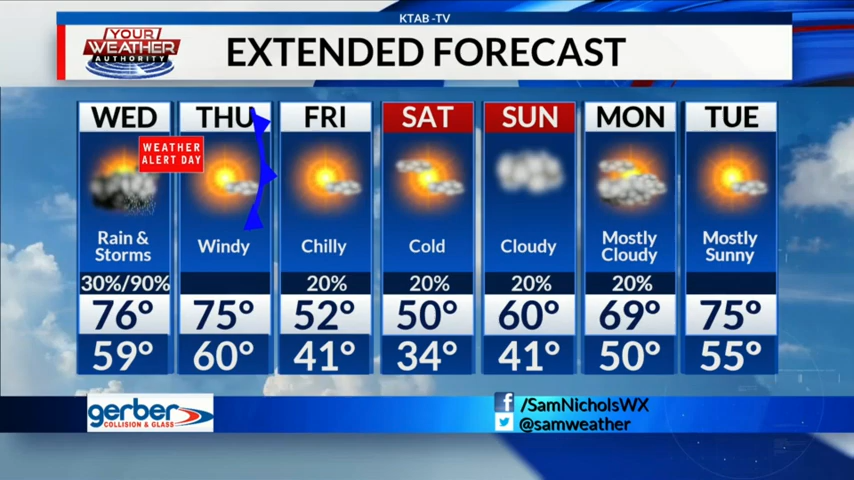 KTAB -TV
YOUR
WEATHER
AUTHORITY
EXTENDED FORECAST
WED THU FRI SAT SUN MON TUE
WEATHER
ALERT DAY
Rain &
Storms
Windy
Chilly
Cold
Cloudy
Mostly
Cloudy
Mostly
Sunny
30%/90% 20% 20% 20% 20%
76° 75° 52° 50° 60° 69° 75°
59° 60° 41° 34° 41° 50° 55°
gerber
COLLISION & GLASS
f /SamNicholsWX
@samweather